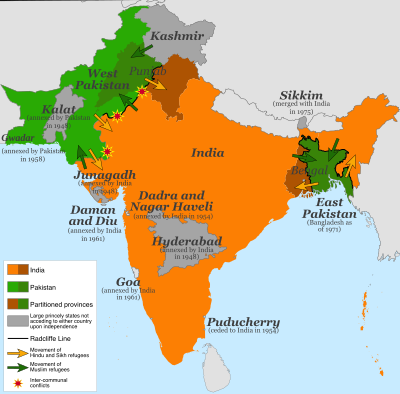 Kashmir
Punjab
West
Pakistan
Kalat
(annexed by Pakistan
in 1948)
Gwadar
(annexed by Pakistan
in 1958)
Sikkim
(merged with India
in 1975)
India
Bengal
Junagadh
(annexed by India
in 1948)
Daman
and Diu
(annexed by India
in 1961)
Dadra and
Nagar Haveli
(annexed by India in 1954)
East
Pakistan
(Bangladesh as
of 1971)
Hyderabad
(annexed by India
in 1948)
Goa
(annexed by India
in 1961)
Puducherry
(ceded to India in 1954)
India
Pakistan
Partitioned provinces
Large princely states not
acceding to either country
upon independence
Radcliffe Line
Movement of
Hindu and Sikh refugees
Movement of
Muslim refugees
Inter-communal
conflicts